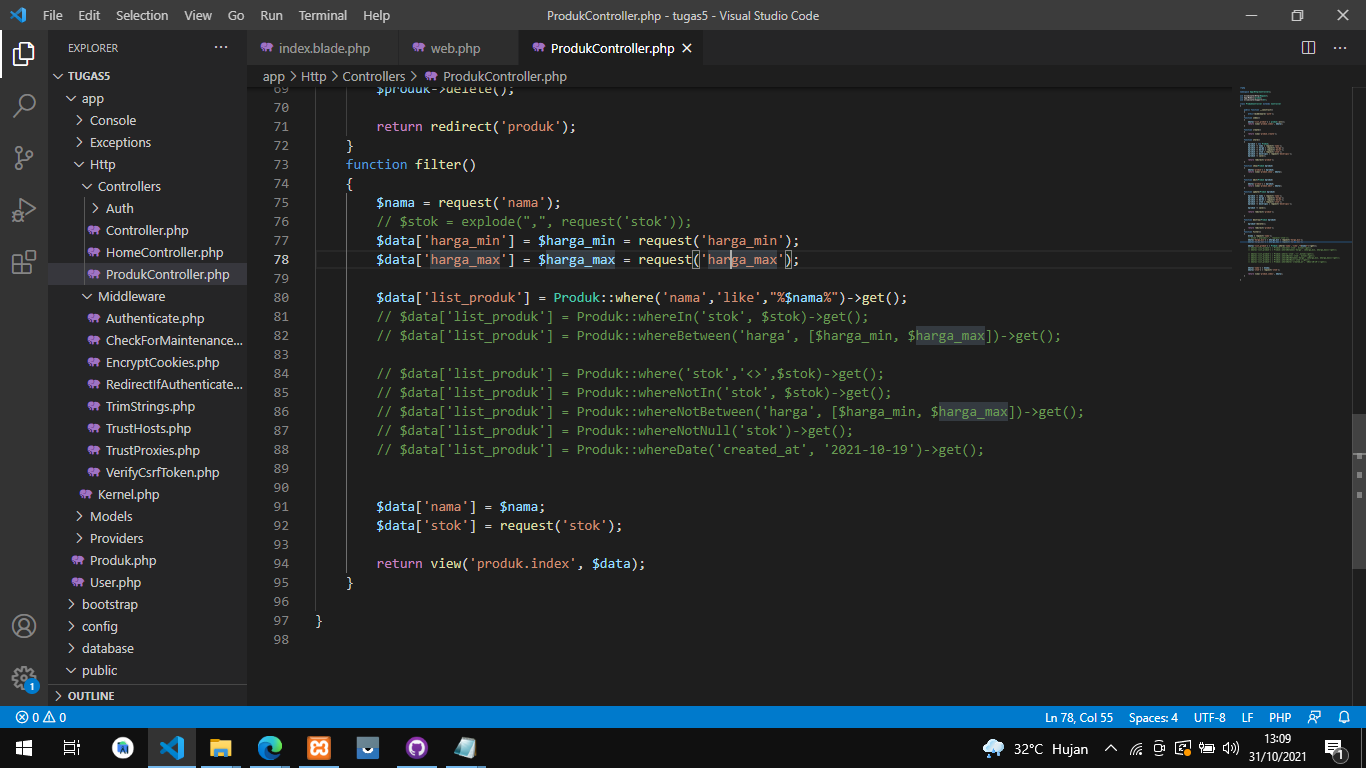 File Edit Selection View Go Run Terminal Help ProdukController.php - tugas5 - Visual Studio Code
EXPLORER ···
index.blade.php web.php ProdukController.php
app > Http > Controllers > ProdukController.php
TUGAS5
app
Console
Exceptions
Http
Controllers
Auth
Controller.php
HomeController.php
ProdukController.php
Middleware
Authenticate.php
CheckForMaintenance...
EncryptCookies.php
RedirectIfAuthenticate...
TrimStrings.php
TrustHosts.php
TrustProxies.php
VerifyCsrfToken.php
Kernel.php
Models
Providers
Produk.php
User.php
bootstrap
config
database
public
OUTLINE
69 $produk->delete();
70
71 return redirect('produk');
72 }
73 function filter()
74 {
75 $nama = request('nama');
76 // $stok = explode(",", request('stok'));
77 $data['harga_min'] = $harga_min = request('harga_min');
78 $data['harga_max'] = $harga_max = request('harga_max');
79
80 $data['list_produk'] = Produk::where('nama','like',"%$nama%")->get();
81 // $data['list_produk'] = Produk::whereIn('stok', $stok)->get();
82 // $data['list_produk'] = Produk::whereBetween('harga', [$harga_min, $harga_max])->get();
83
84 // $data['list_produk'] = Produk::where('stok','<>',$stok)->get();
85 // $data['list_produk'] = Produk::whereNotIn('stok', $stok)->get();
86 // $data['list_produk'] = Produk::whereNotBetween('harga', [$harga_min, $harga_max])->get();
87 // $data['list_produk'] = Produk::whereNotNull('stok')->get();
88 // $data['list_produk'] = Produk::whereDate('created_at', '2021-10-19')->get();
89
90
91 $data['nama'] = $nama;
92 $data['stok'] = request('stok');
93
94 return view('produk.index', $data);
95 }
96
97 }
98
1
0 0 Ln 78, Col 55 Spaces: 4 UTF-8 LF PHP
32°C Hujan 13:09
31/10/2021
1